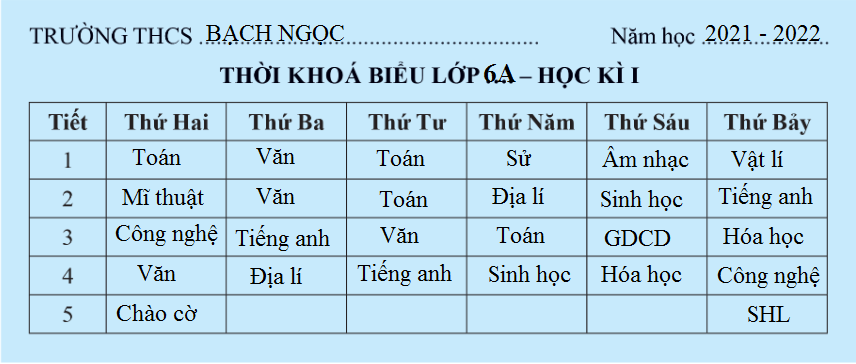 TRƯỜNG THCS BẠCH NGỌC Năm học 2021 - 2022
THỜI KHOÁ BIỂU LỚP 6A – HỌC KÌ I
Tiết Thứ Hai Thứ Ba Thứ Tư Thứ Năm Thứ Sáu Thứ Bảy
1 Toán Văn Toán Sử Âm nhạc Vật lí
2 Mĩ thuật Văn Toán Địa lí Sinh học Tiếng anh
3 Công nghệ Tiếng anh Văn Toán GDCD Hóa học
4 Văn Địa lí Tiếng anh Sinh học Hóa học Công nghệ
5 Chào cờ SHL